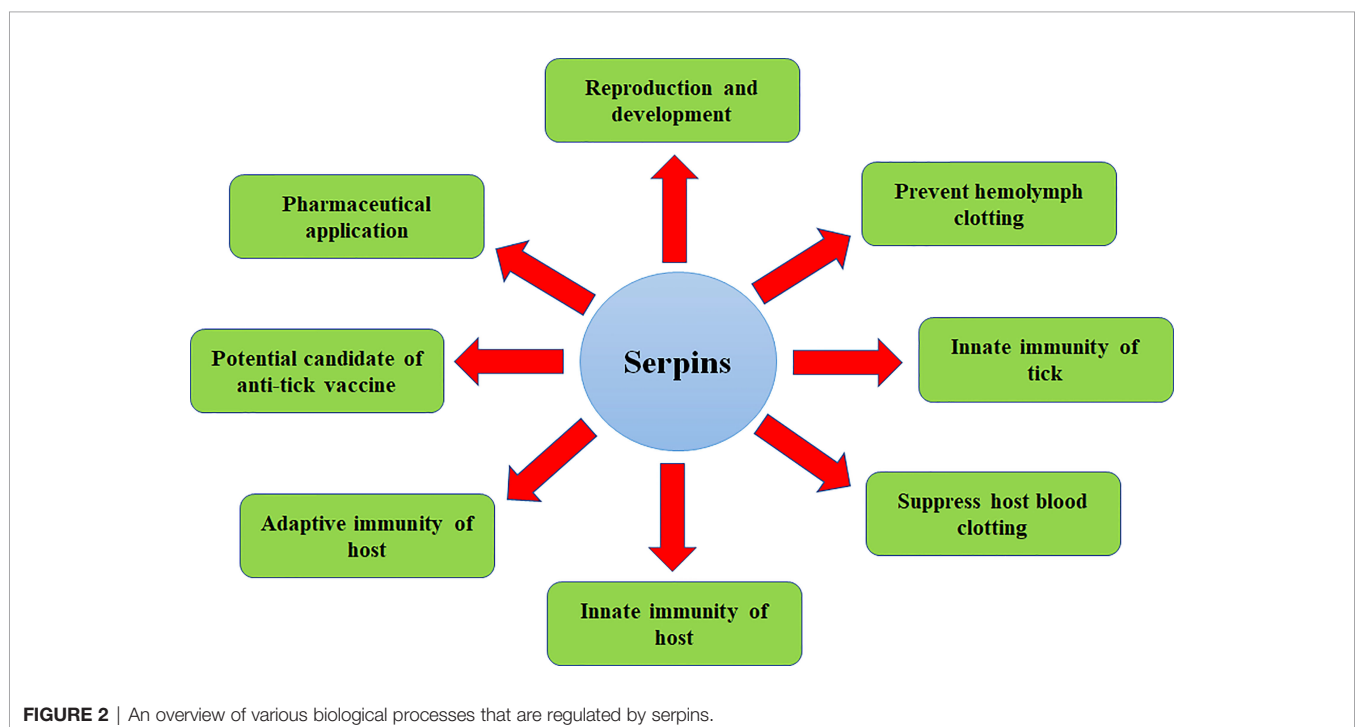 Reproduction and
development
Prevent hemolymph
clotting
Innate immunity of
tick
Suppress host blood
clotting
Innate immunity of
host
Adaptive immunity of
host
Potential candidate of
anti-tick vaccine
Pharmaceutical
application
Serpins
FIGURE 2 | An overview of various biological processes that are regulated by serpins.